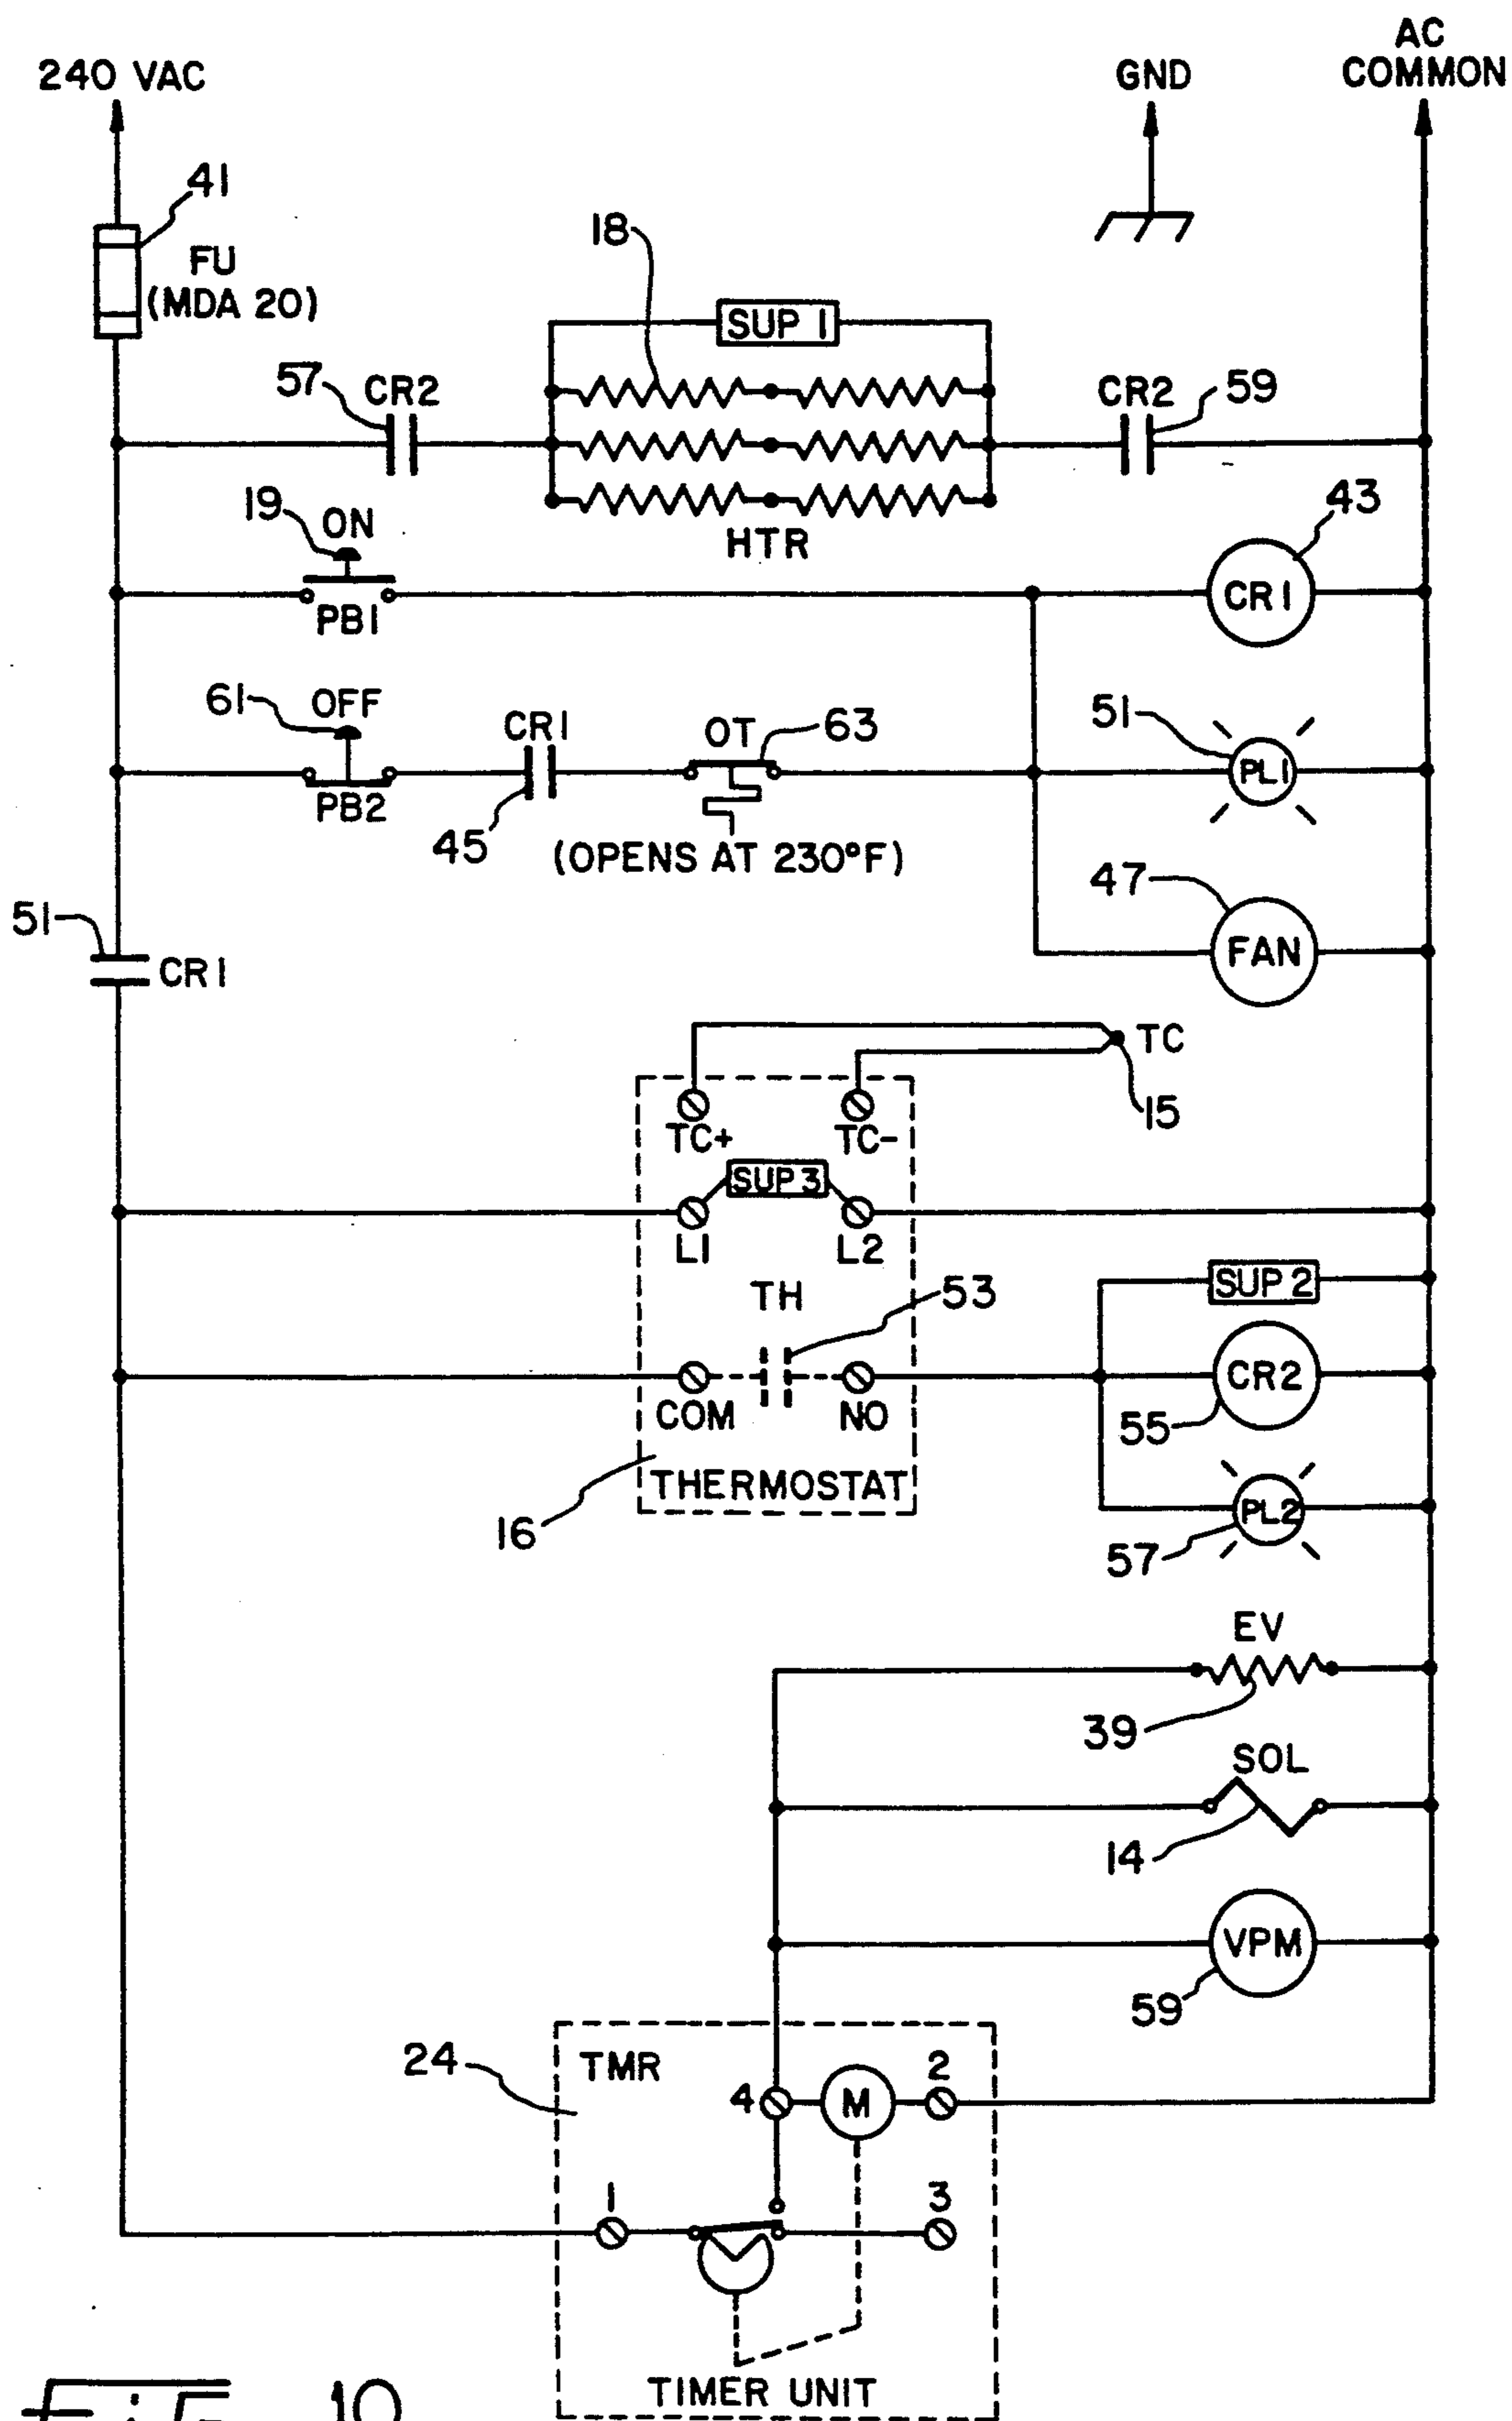 240 VAC
GND
AC
COMMON
41
FU
(MDA 20)
18
SUP 1
57
CR2
CR2
59
HTR
19
ON
PB1
43
CR1
61
OFF
PB2
CR1
45
OT
63
(OPENS AT 230°F)
51
PL1
47
FAN
51
CR1
TC
15
TC+
TC-
SUP 3
L1
L2
TH
53
SUP 2
COM
NO
CR2
55
THERMOSTAT
16
PL2
57
EV
39
SOL
14
VPM
59
24
TMR
4
M
2
1
3
TIMER UNIT
Fig. 10